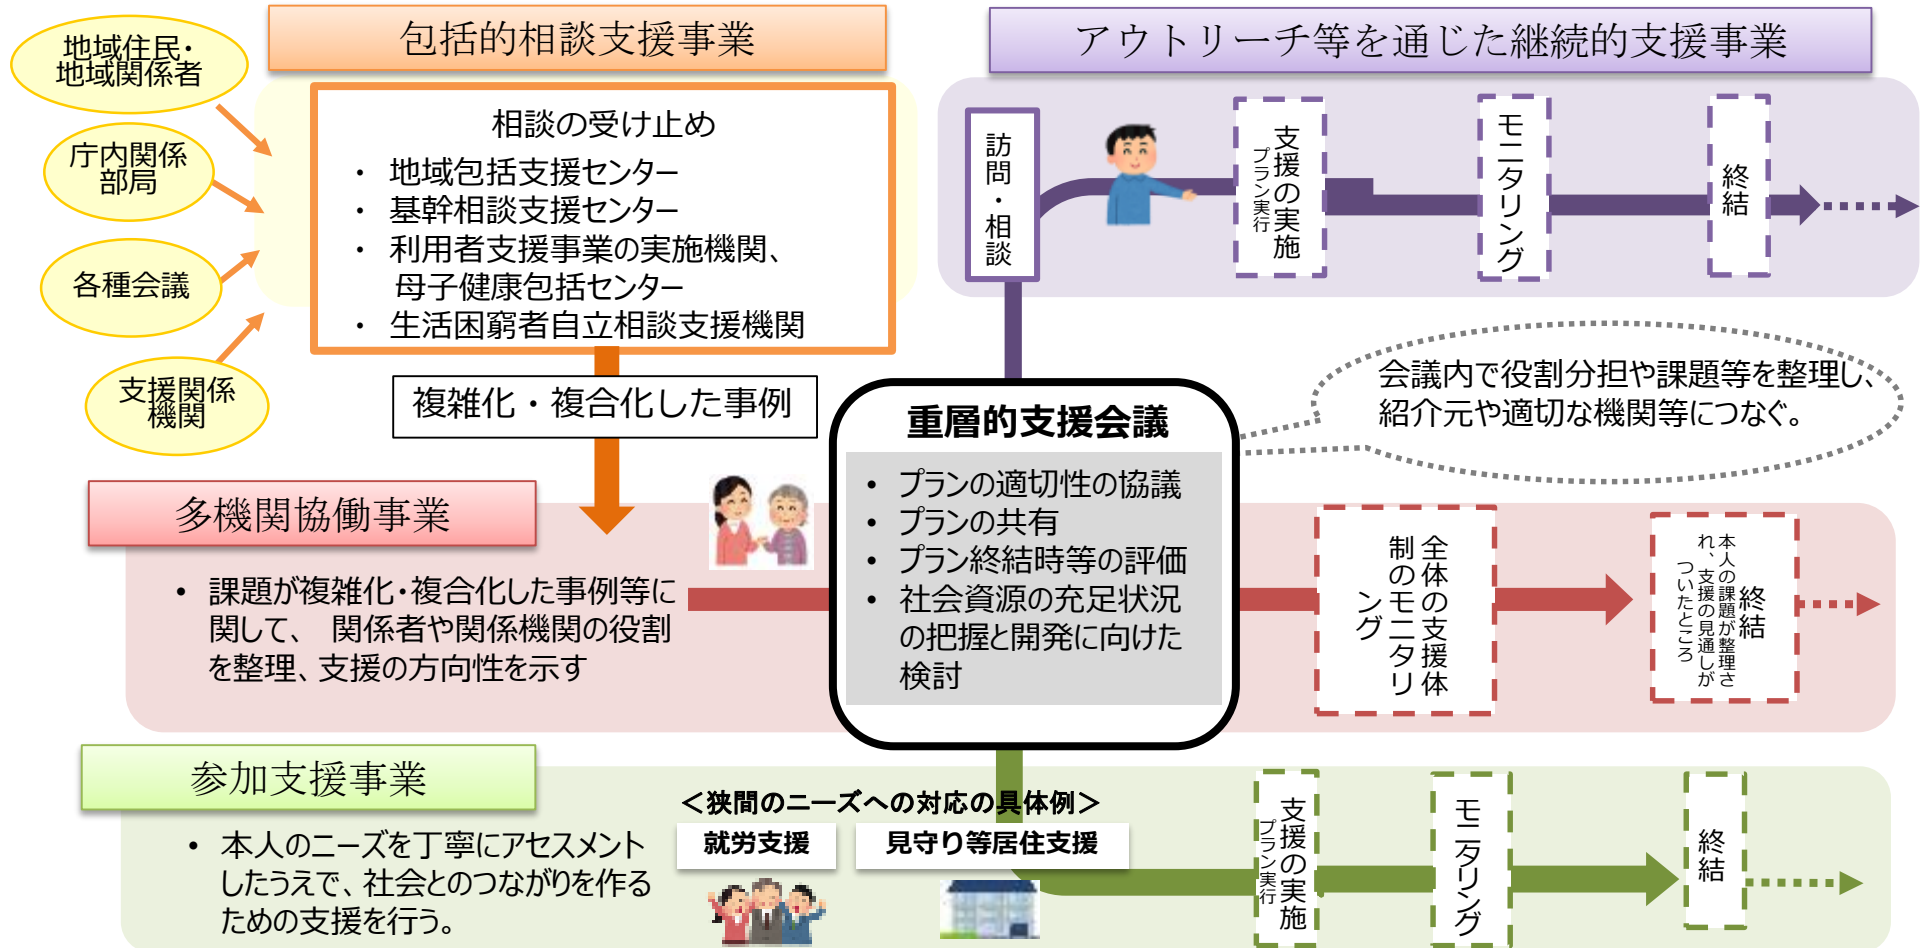 地域住民・
地域関係者
庁内関係
部局
各種会議
支援関係
機関
包括的相談支援事業
相談の受け止め
・ 地域包括支援センター
・ 基幹相談支援センター
・ 利用者支援事業の実施機関、
母子健康包括センター
・ 生活困窮者自立相談支援機関
複雑化・複合化した事例
アウトリーチ等を通じた継続的支援事業
訪問・相談
支援の実施
プラン実行
モニタリング
終結
会議内で役割分担や課題等を整理し、
紹介元や適切な機関等につなぐ。
重層的支援会議
• プランの適切性の協議
• プランの共有
• プラン終結時等の評価
• 社会資源の充足状況
の把握と開発に向けた
検討
多機関協働事業
• 課題が複雑化・複合化した事例等に
関して、 関係者や関係機関の役割
を整理、支援の方向性を示す
全体の支援体
制のモニタリ
ング
終結
本人の課題が整理さ
れ、支援の見通しが
ついたところ
参加支援事業
• 本人のニーズを丁寧にアセスメント
したうえで、社会とのつながりを作る
ための支援を行う。
＜狭間のニーズへの対応の具体例＞
就労支援
見守り等居住支援
支援の実施
プラン実行
モニタリング
終結